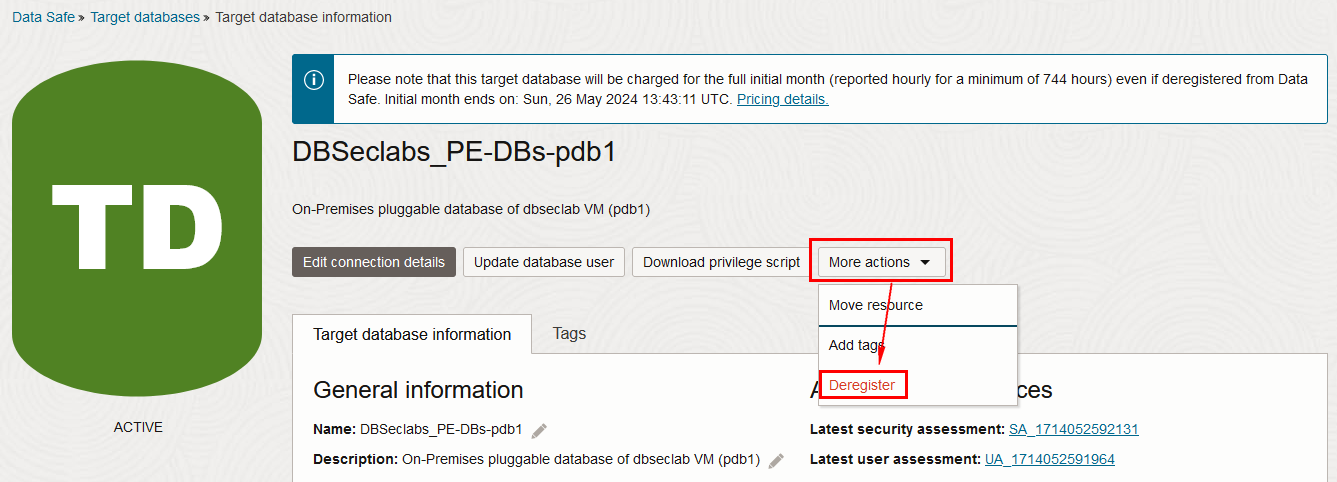 Data Safe » Target databases » Target database information
TD
ACTIVE
Please note that this target database will be charged for the full initial month (reported hourly for a minimum of 744 hours) even if deregistered from Data
Safe. Initial month ends on: Sun, 26 May 2024 13:43:11 UTC. Pricing details.
DBSeclabs_PE-DBs-pdb1
On-Premises pluggable database of dbseclab VM (pdb1)
Edit connection details Update database user Download privilege script More actions
Move resource
Add tags
Deregister
Target database information Tags
General information
Name: DBSeclabs_PE-DBs-pdb1
Description: On-Premises pluggable database of dbseclab VM (pdb1)
Latest security assessment: SA_1714052592131
Latest user assessment: UA_1714052591964